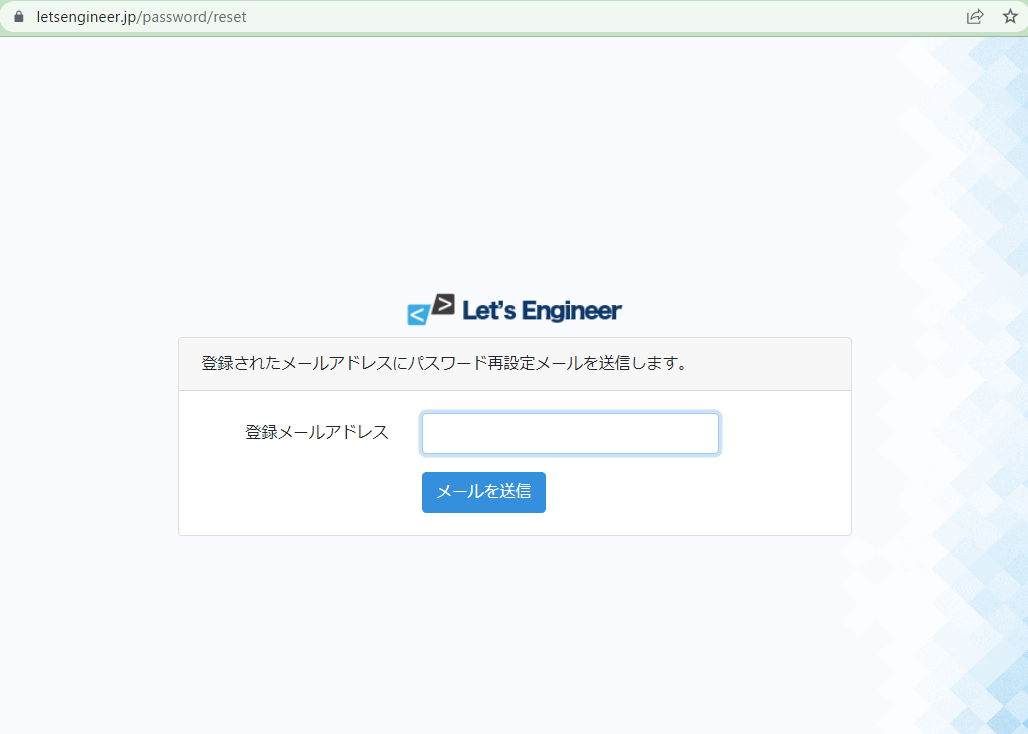 letsengineer.jp/password/reset
<> Let's Engineer
登録されたメールアドレスにパスワード再設定メールを送信します。
登録メールアドレス
メールを送信